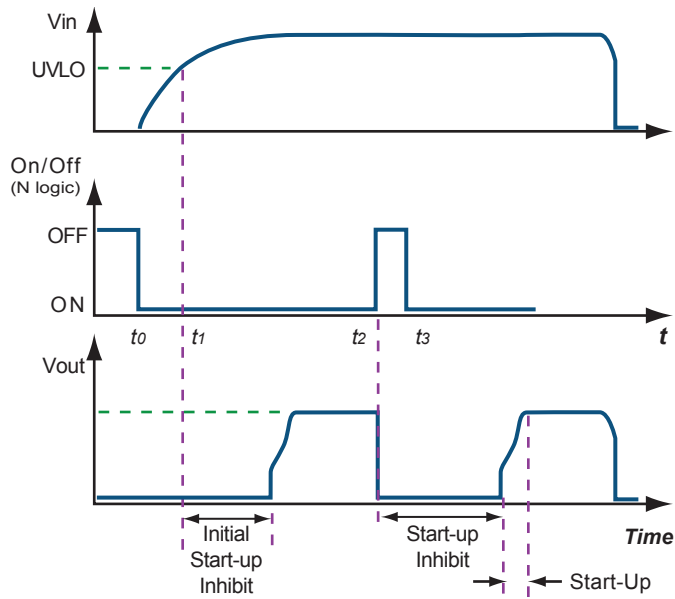 Vin
UVLO
On/Off
(N logic)
OFF
ON
t0 t1 t2 t3 t
Vout
Time
Initial
Start-up
Inhibit
Start-up
Inhibit
Start-Up